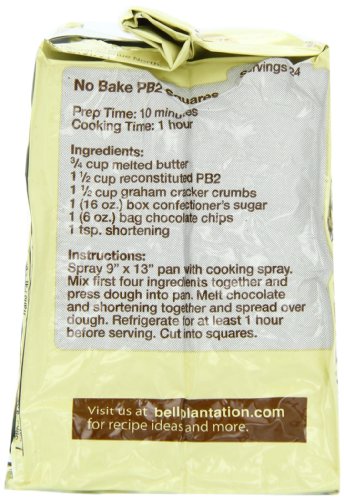 Servings 24
No Bake PB2 Squares
Prep Time: 10 minutes
Cooking Time: 1 hour
Ingredients:
¾ cup melted butter
1 ½ cup reconstituted PB2
1 ½ cup graham cracker crumbs
1 (16 oz.) box confectioner's sugar
1 (6 oz.) bag chocolate chips
1 tsp. shortening
Instructions:
Spray 9" x 13" pan with cooking spray.
Mix first four ingredients together and
press dough into pan. Melt chocolate
and shortening together and spread over
dough. Refrigerate for at least 1 hour
before serving. Cut into squares.
Visit us at bellplantation.com
for recipe ideas and more.